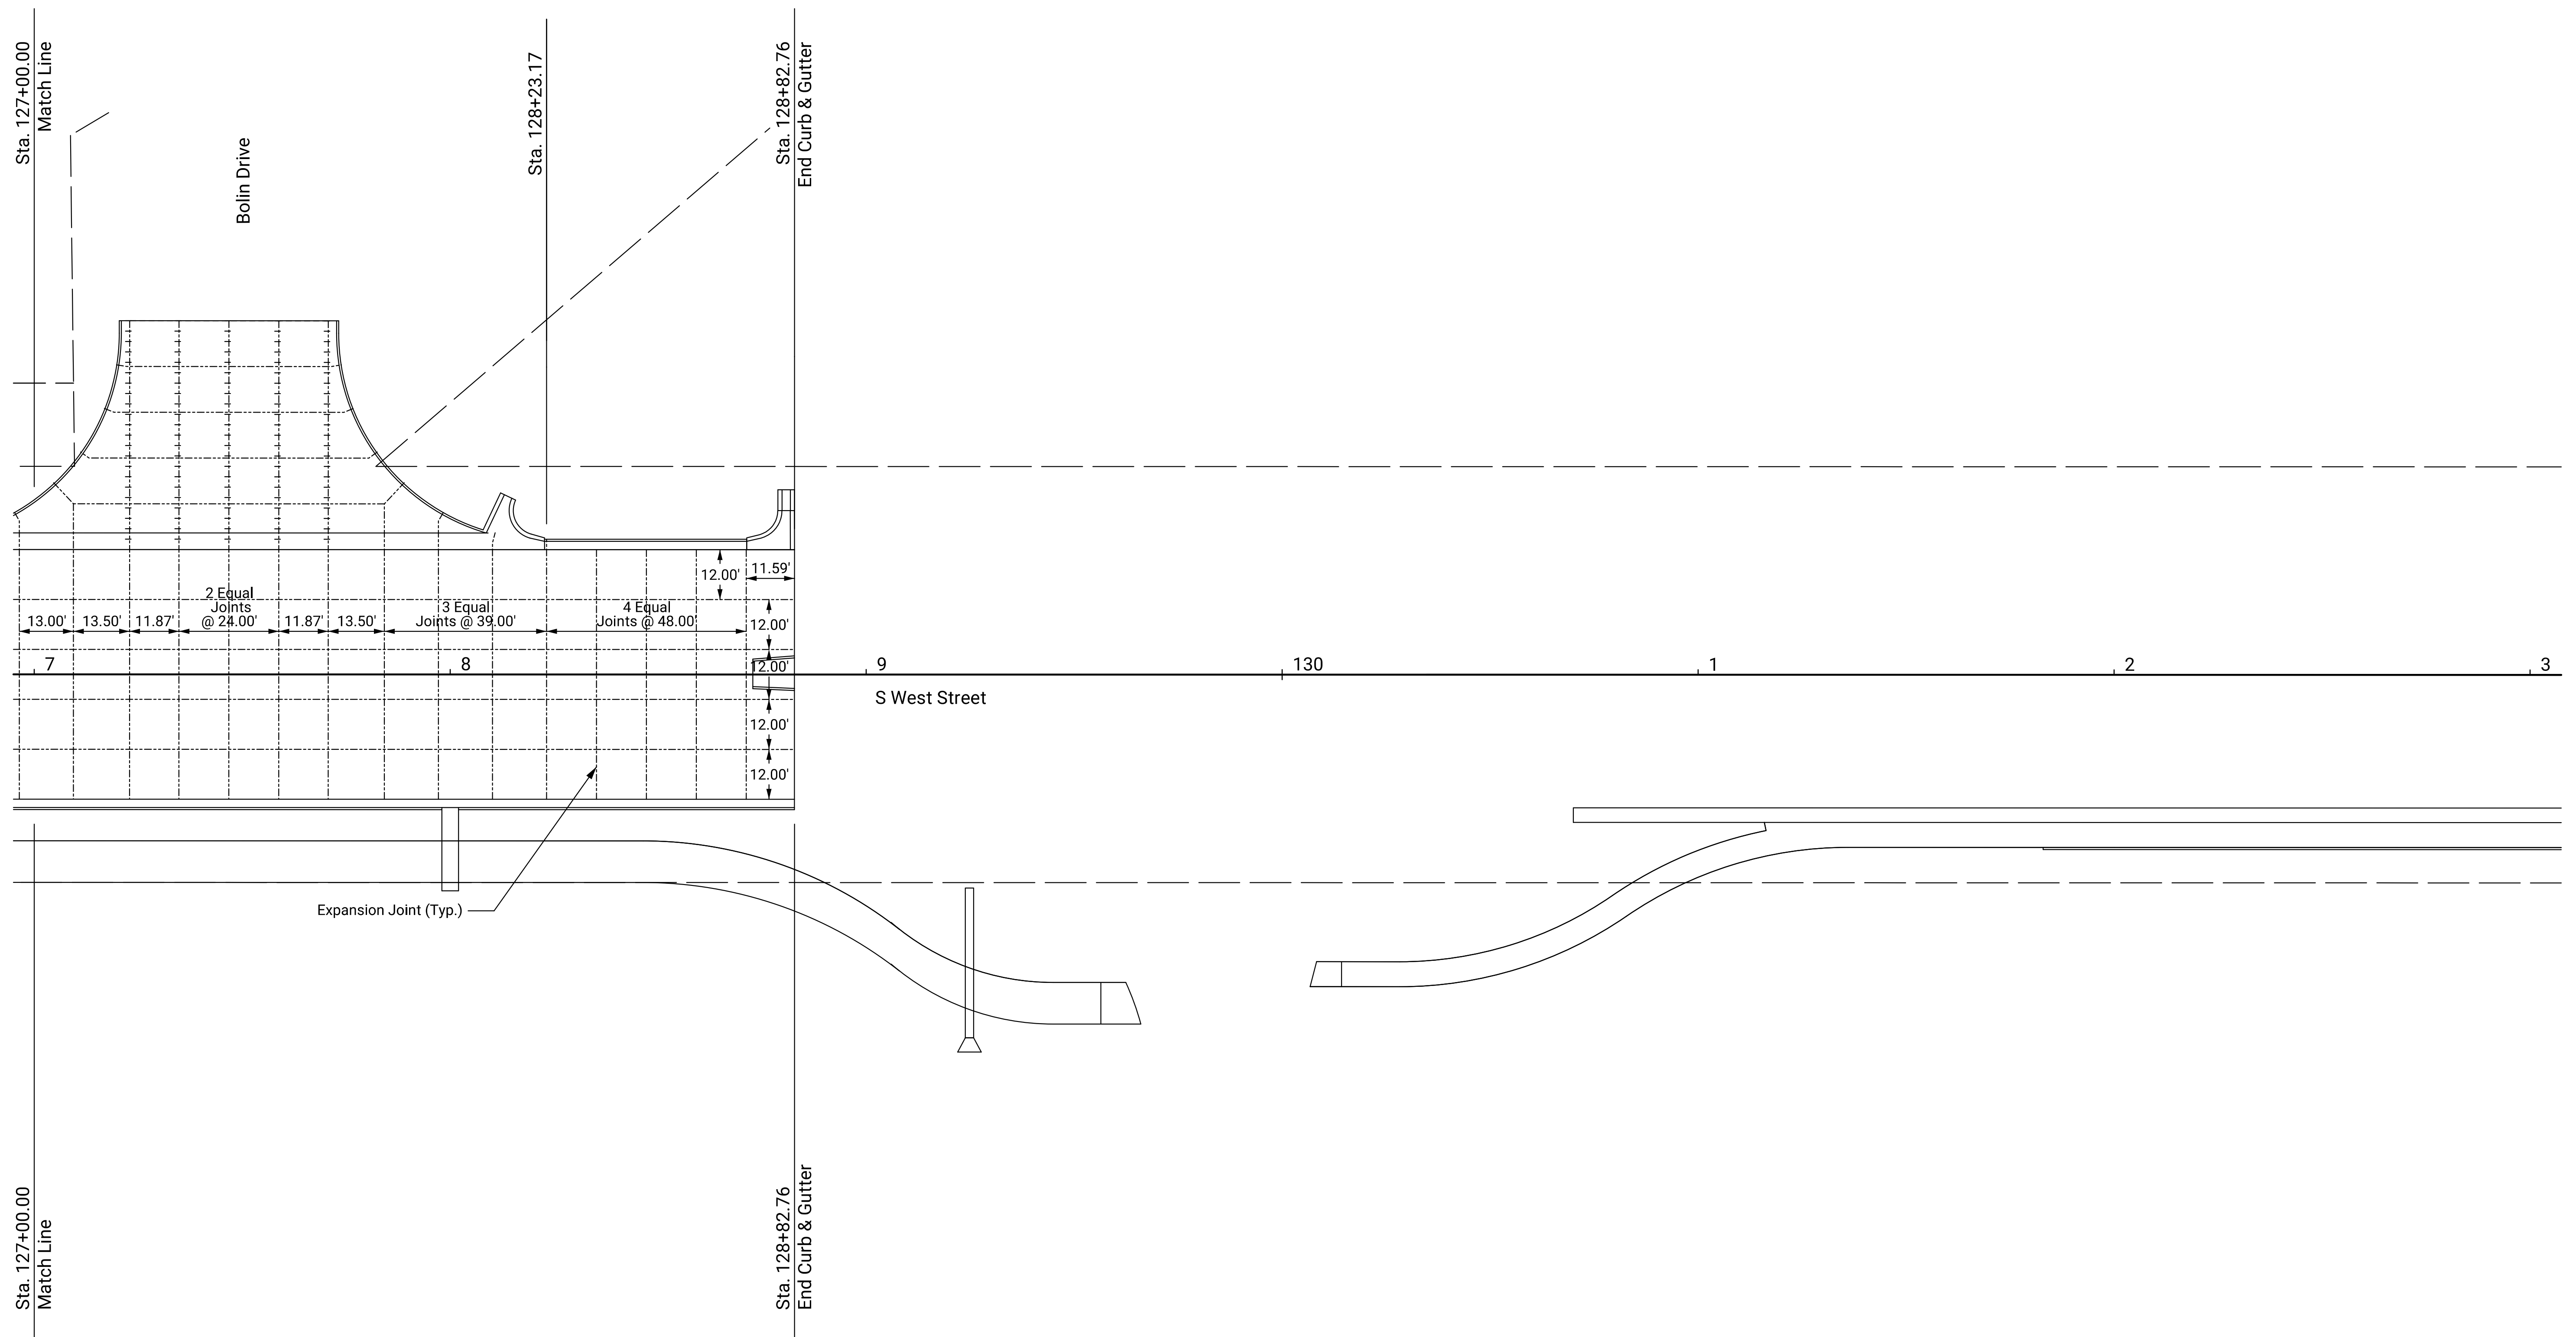 Sta. 127+00.00
Match Line
Bolin Drive
Sta. 128+23.17
Sta. 128+82.76
End Curb & Gutter
12.00'
11.59'
2 Equal
Joints
@ 24.00'
3 Equal
Joints @ 39.00'
4 Equal
Joints @ 48.00'
13.00'
13.50'
11.87'
11.87'
13.50'
12.00'
12.00'
7
8
9
130
1
2
3
S West Street
12.00'
12.00'
Expansion Joint (Typ.)
Sta. 127+00.00
Match Line
Sta. 128+82.76
End Curb & Gutter